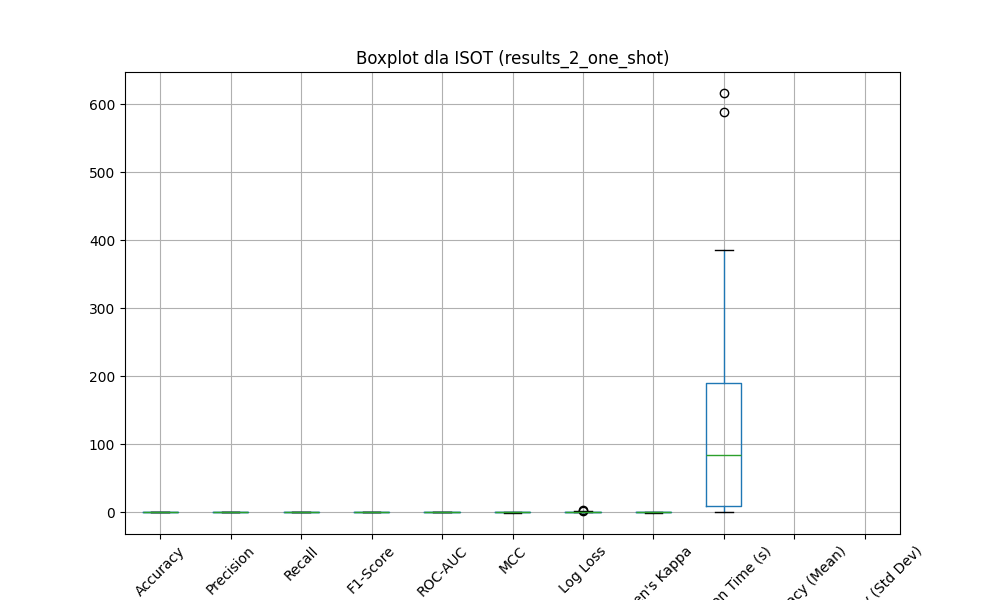 Boxplot dla ISOT (results_2_one_shot)
600
500
400
300
200
100
0
Accuracy
Precision
Recall
F1-Score
ROC-AUC
MCC
Log Loss
en's Kappa
on Time (s)
acy (Mean)
(Std Dev)